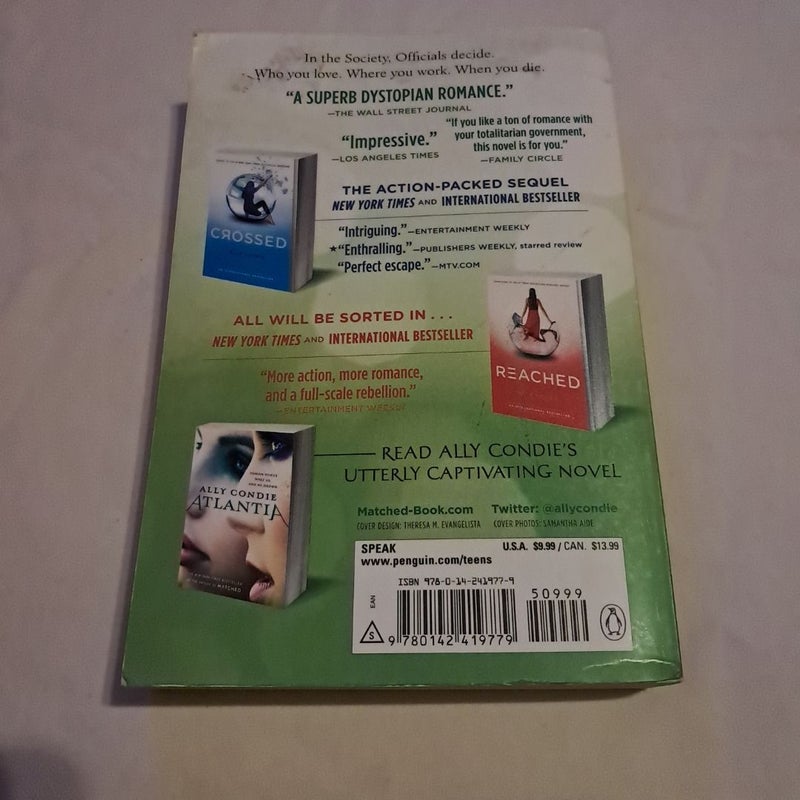 In the Society, Officials decide.
Who you love. Where you work. When you die.
“A SUPERB DYSTOPIAN ROMANCE.”
—THE WALL STREET JOURNAL
“Impressive.”
—LOS ANGELES TIMES
“If you like a ton of romance with
your totalitarian government,
this novel is for you.”
—FAMILY CIRCLE
CROSSED
THE ACTION-PACKED SEQUEL
NEW YORK TIMES AND INTERNATIONAL BESTSELLER
“Intriguing.”—ENTERTAINMENT WEEKLY
★“Enthralling.”—PUBLISHERS WEEKLY, starred review
“Perfect escape.”—MTV.COM
ALL WILL BE SORTED IN . . .
NEW YORK TIMES AND INTERNATIONAL BESTSELLER
REACHED
“More action, more romance,
and a full-scale rebellion.”
—ENTERTAINMENT WEEKLY
ALLY CONDIE
ATLANTIA
READ ALLY CONDIE’S
UTTERLY CAPTIVATING NOVEL
Matched-Book.com Twitter: @allycondie
COVER DESIGN: THERESA M. EVANGELISTA COVER PHOTOS: SAMANTHA AIDE
SPEAK U.S.A. $9.99 / CAN. $13.99
www.penguin.com/teens
ISBN 978-0-14-241977-9
50999
EAN
S
9 780142 419779